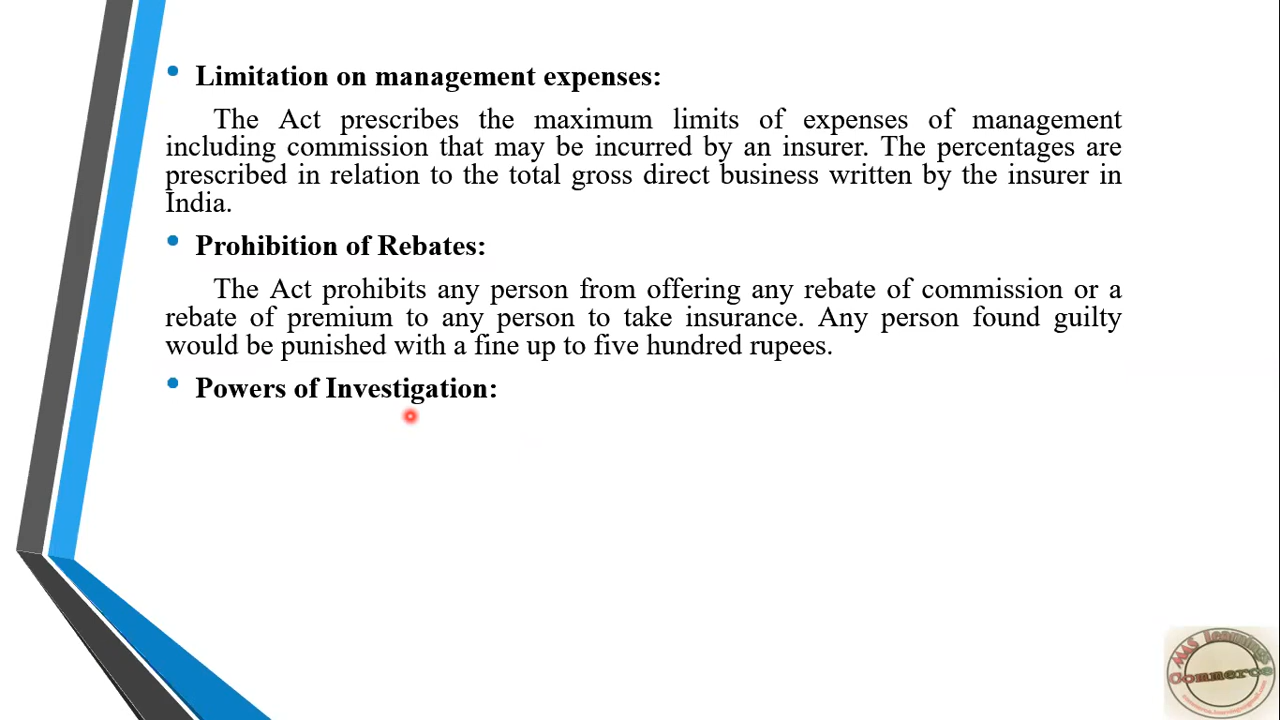 Limitation on management expenses:
The Act prescribes the maximum limits of expenses of management
including commission that may be incurred by an insurer. The percentages are
prescribed in relation to the total gross direct business written by the insurer in
India.
Prohibition of Rebates:
The Act prohibits any person from offering any rebate of commission or a
rebate of premium to any person to take insurance. Any person found guilty
would be punished with a fine up to five hundred rupees.
Powers of Investigation:
MAS Learnings
Commerce